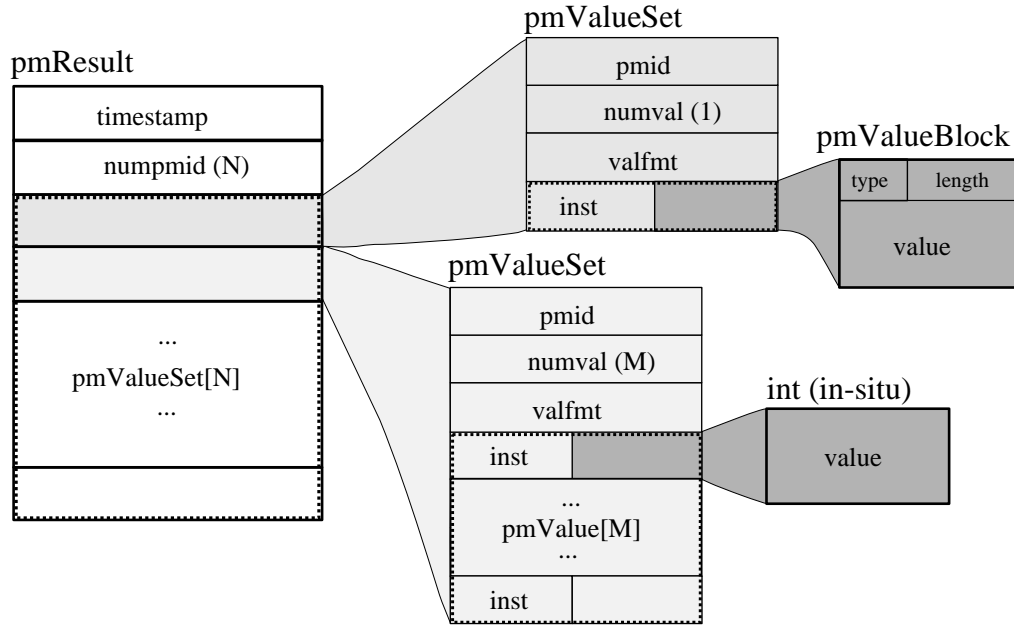 pmResult
timestamp
numpmid (N)
...
pmValueSet[N]
...
pmValueSet
pmid
numval (1)
valfmt
inst
pmValueBlock
type length
value
pmValueSet
pmid
numval (M)
valfmt
inst
...
pmValue[M]
...
inst
int (in-situ)
value